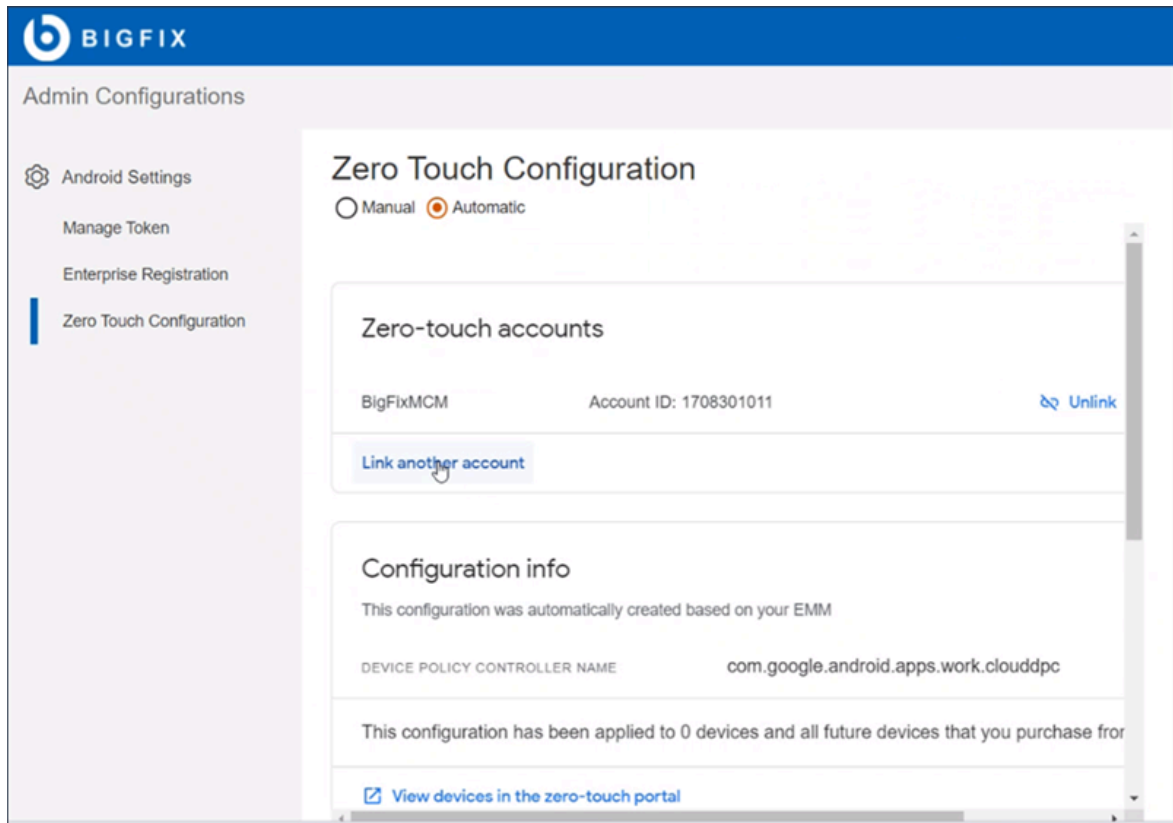 BIGFIX
Admin Configurations
Android Settings
Manage Token
Enterprise Registration
Zero Touch Configuration
Zero Touch Configuration
Manual Automatic
Zero-touch accounts
BigFixMCM Account ID: 1708301011 Unlink
Link another account
Configuration info
This configuration was automatically created based on your EMM
DEVICE POLICY CONTROLLER NAME com.google.android.apps.work.clouddpc
This configuration has been applied to 0 devices and all future devices that you purchase from
View devices in the zero-touch portal